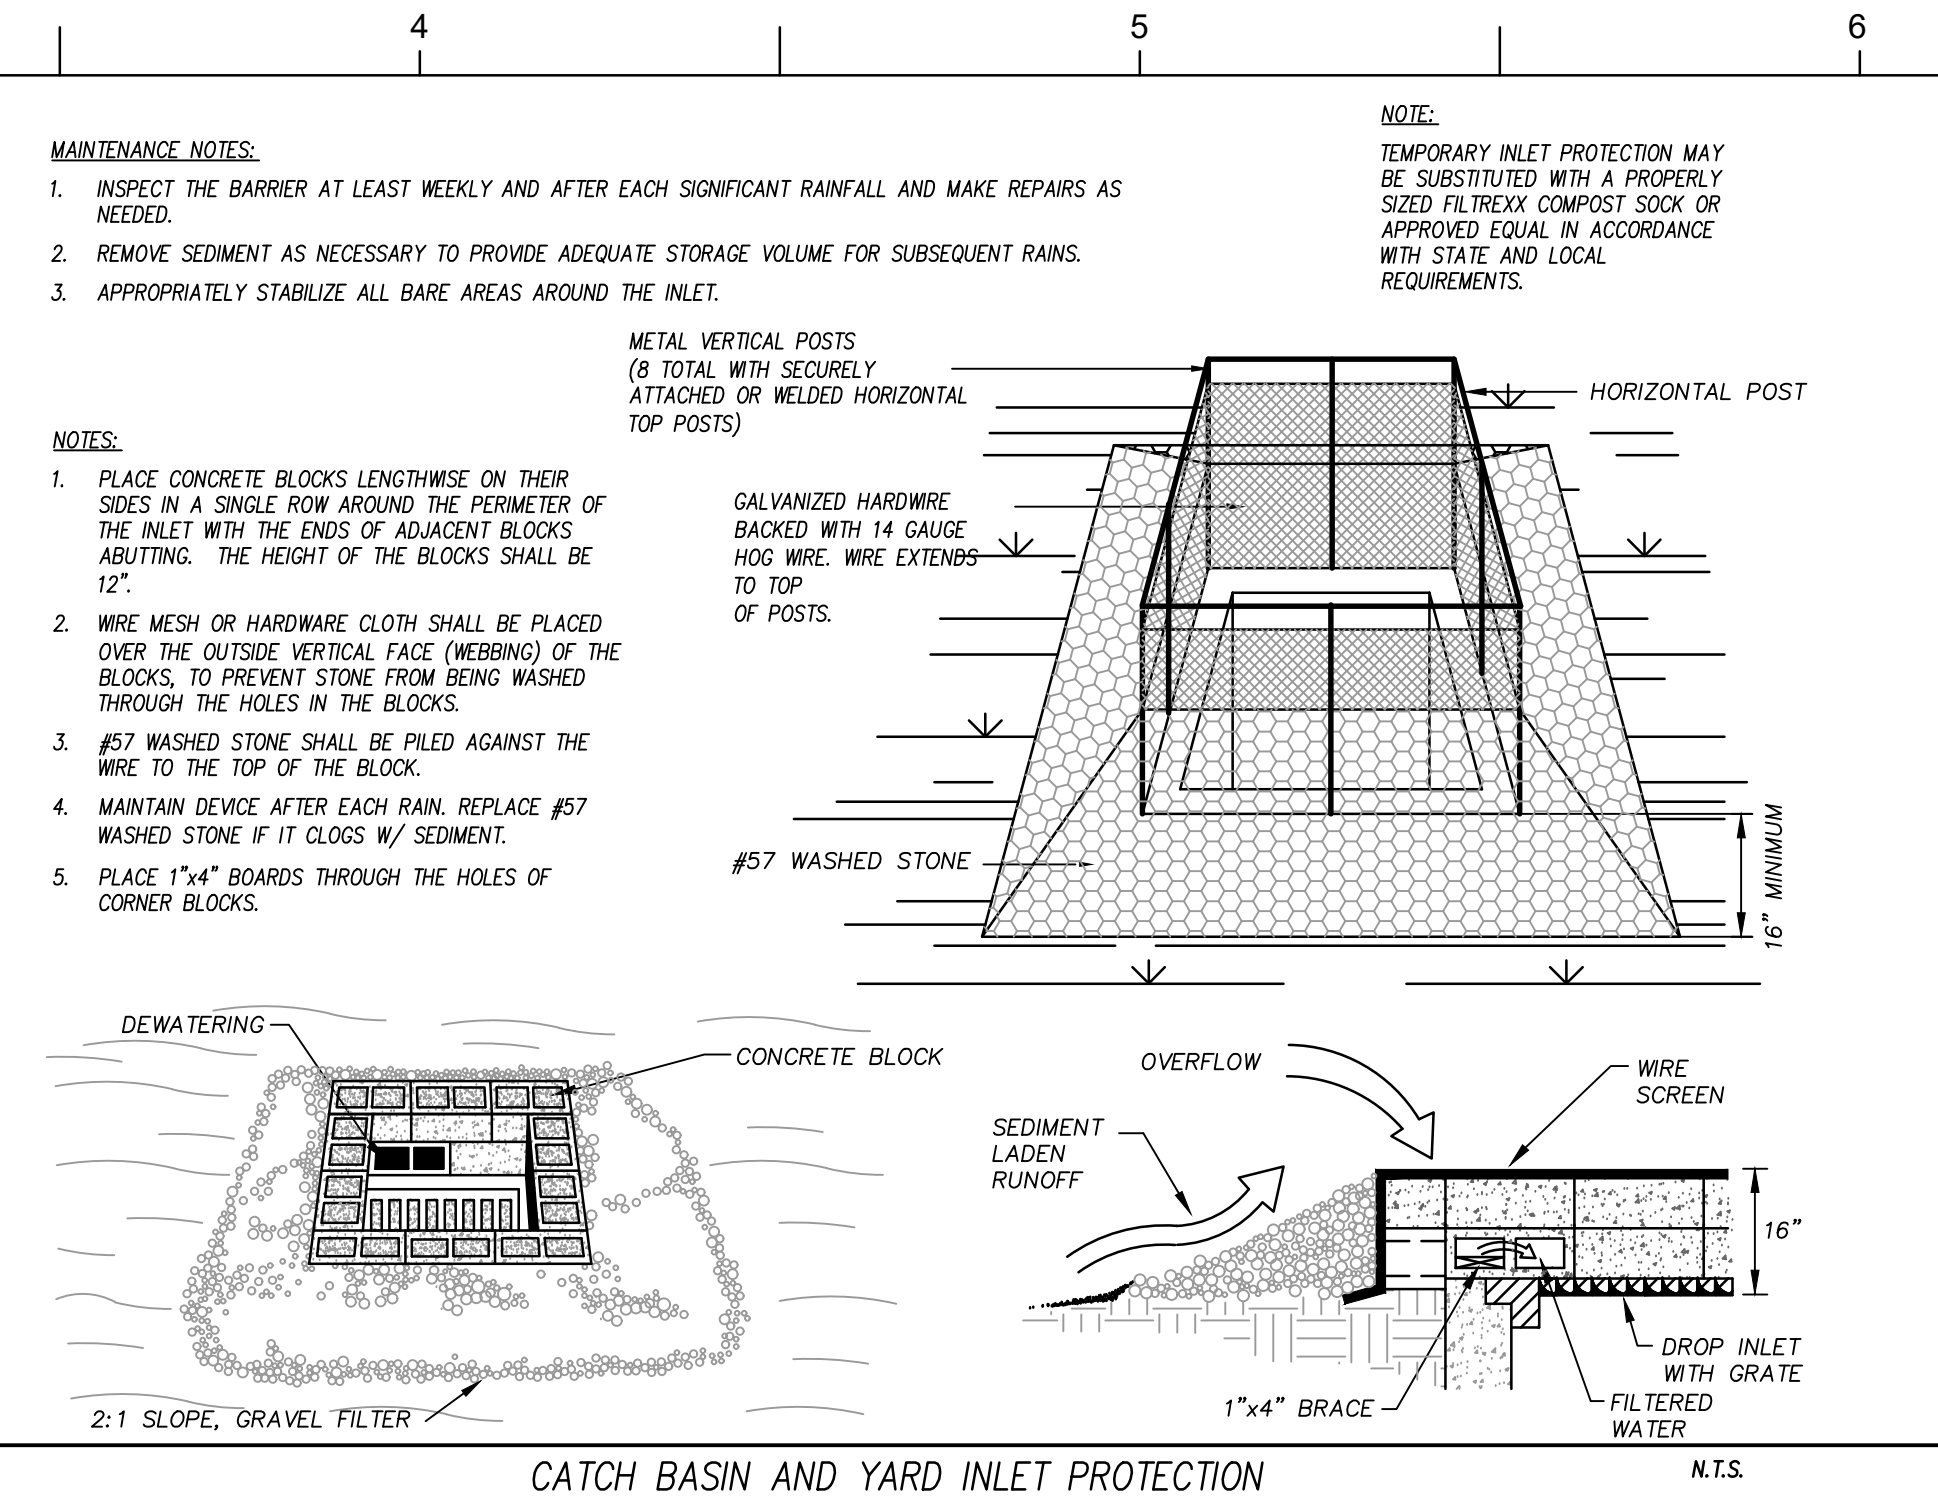 4
5
6
MAINTENANCE NOTES:
1. INSPECT THE BARRIER AT LEAST WEEKLY AND AFTER EACH SIGNIFICANT RAINFALL AND MAKE REPAIRS AS
NEEDED.
2. REMOVE SEDIMENT AS NECESSARY TO PROVIDE ADEQUATE STORAGE VOLUME FOR SUBSEQUENT RAINS.
3. APPROPRIATELY STABILIZE ALL BARE AREAS AROUND THE INLET.
NOTE:
TEMPORARY INLET PROTECTION MAY
BE SUBSTITUTED WITH A PROPERLY
SIZED FILTREXX COMPOST SOCK OR
APPROVED EQUAL IN ACCORDANCE
WITH STATE AND LOCAL
REQUIREMENTS.
METAL VERTICAL POSTS
(8 TOTAL WITH SECURELY
ATTACHED OR WELDED HORIZONTAL
TOP POSTS)
HORIZONTAL POST
GALVANIZED HARDWIRE
BACKED WITH 14 GAUGE
HOG WIRE. WIRE EXTENDS
TO TOP
OF POSTS.
#57 WASHED STONE
16" MINIMUM
NOTES:
1. PLACE CONCRETE BLOCKS LENGTHWISE ON THEIR
SIDES IN A SINGLE ROW AROUND THE PERIMETER OF
THE INLET WITH THE ENDS OF ADJACENT BLOCKS
ABUTTING. THE HEIGHT OF THE BLOCKS SHALL BE
12".
2. WIRE MESH OR HARDWARE CLOTH SHALL BE PLACED
OVER THE OUTSIDE VERTICAL FACE (WEBBING) OF THE
BLOCKS, TO PREVENT STONE FROM BEING WASHED
THROUGH THE HOLES IN THE BLOCKS.
3. #57 WASHED STONE SHALL BE PILED AGAINST THE
WIRE TO THE TOP OF THE BLOCK.
4. MAINTAIN DEVICE AFTER EACH RAIN. REPLACE #57
WASHED STONE IF IT CLOGS W/ SEDIMENT.
5. PLACE 1"x4" BOARDS THROUGH THE HOLES OF
CORNER BLOCKS.
DEWATERING
CONCRETE BLOCK
2:1 SLOPE, GRAVEL FILTER
OVERFLOW
WIRE
SCREEN
SEDIMENT
LADEN
RUNOFF
16"
DROP INLET
WITH GRATE
1"x4" BRACE
FILTERED
WATER
CATCH BASIN AND YARD INLET PROTECTION
N.T.S.